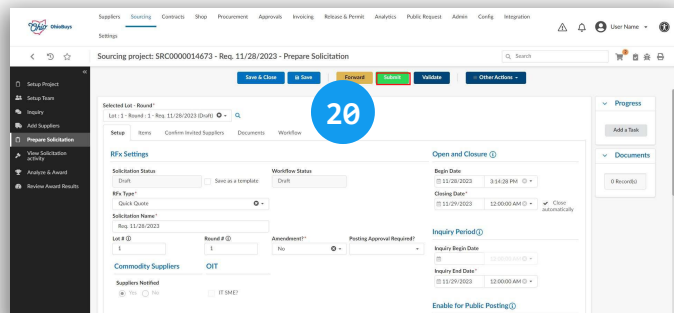 Ohio OhioBuys
Suppliers Sourcing Contracts Shop Procurement Approvals Invoicing Release & Permit Analytics Public Request Admin Config Integration
Settings
User Name
Sourcing project: SRC0000014673 - Req. 11/28/2023 - Prepare Solicitation
Search
Save & Close Save Forward Submit Validate Other Actions
Setup Project
Setup Team
Inquiry
Add Suppliers
Prepare Solicitation
View Solicitation
activity
Analyze & Award
Review Award Results
Selected Lot - Round*
Lot : 1 - Round : 1 - Req. 11/28/2023 (Draft)
20
Setup Items Confirm Invited Suppliers Documents Workflow
RFx Settings
Solicitation Status Workflow Status
Draft Save as a template Draft
RFx Type*
Quick Quote
Solicitation Name*
Req. 11/28/2023
Lot # Round # Amendment?* Posting Approval Required?
1 1 No
Commodity Suppliers OIT
Suppliers Notified
Yes No IT SME?
Open and Closure
Begin Date
11/28/2023 3:14:28 PM
Closing Date*
11/29/2023 12:00:00 AM Close
automatically
Inquiry Period
Inquiry Begin Date
12:00:00 AM
Inquiry End Date*
11/29/2023 12:00:00 AM
Enable for Public Posting
Progress
Add a Task
Documents
0 Record(s)